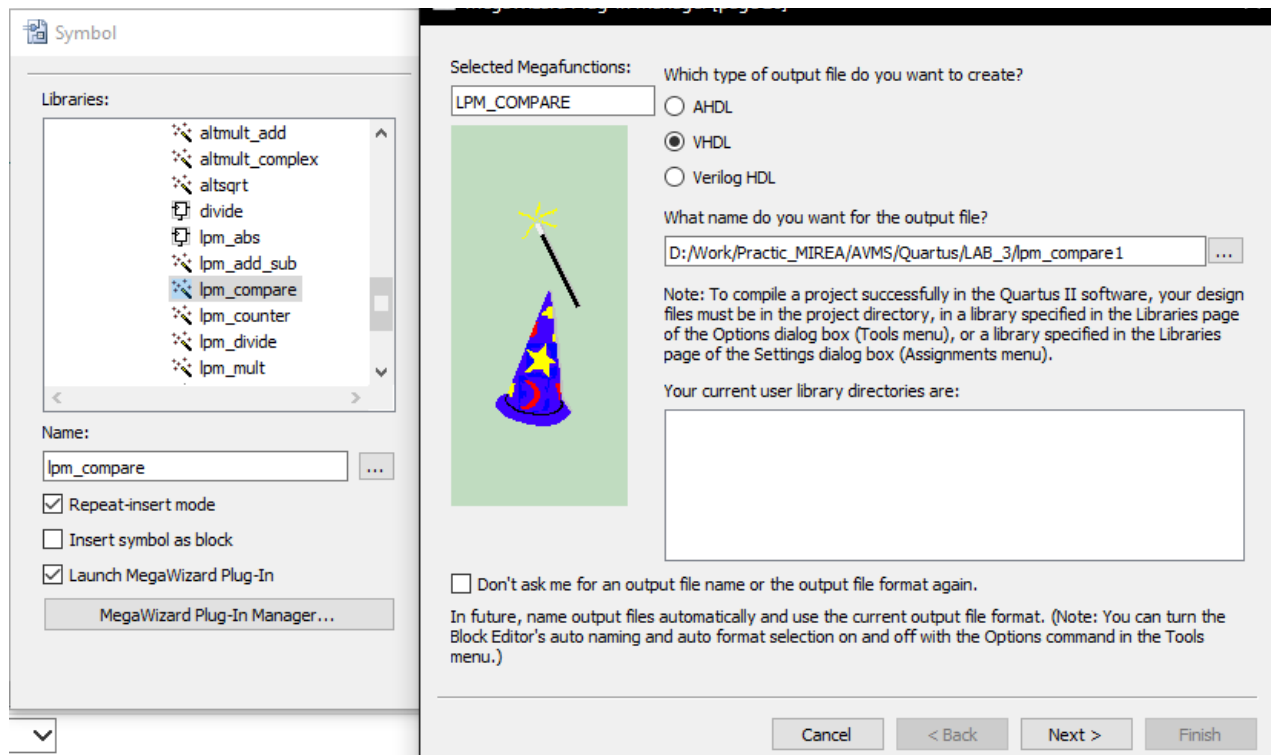 Symbol
Libraries:
altmult_add
altmult_complex
altsqrt
divide
lpm_abs
lpm_add_sub
lpm_compare
lpm_counter
lpm_divide
lpm_mult
Name:
lpm_compare
...
Repeat-insert mode
Insert symbol as block
Launch MegaWizard Plug-In
MegaWizard Plug-In Manager...
Selected Megafunctions:
LPM_COMPARE
Which type of output file do you want to create?
AHDL
VHDL
Verilog HDL
What name do you want for the output file?
D:/Work/Practic_MIREA/AVMS/Quartus/LAB_3/lpm_compare1
...
Note: To compile a project successfully in the Quartus II software, your design
files must be in the project directory, in a library specified in the Libraries page
of the Options dialog box (Tools menu), or a library specified in the Libraries
page of the Settings dialog box (Assignments menu).
Your current user library directories are:
Don't ask me for an output file name or the output file format again.
In future, name output files automatically and use the current output file format. (Note: You can turn the
Block Editor's auto naming and auto format selection on and off with the Options command in the Tools
menu.)
Cancel
< Back
Next >
Finish